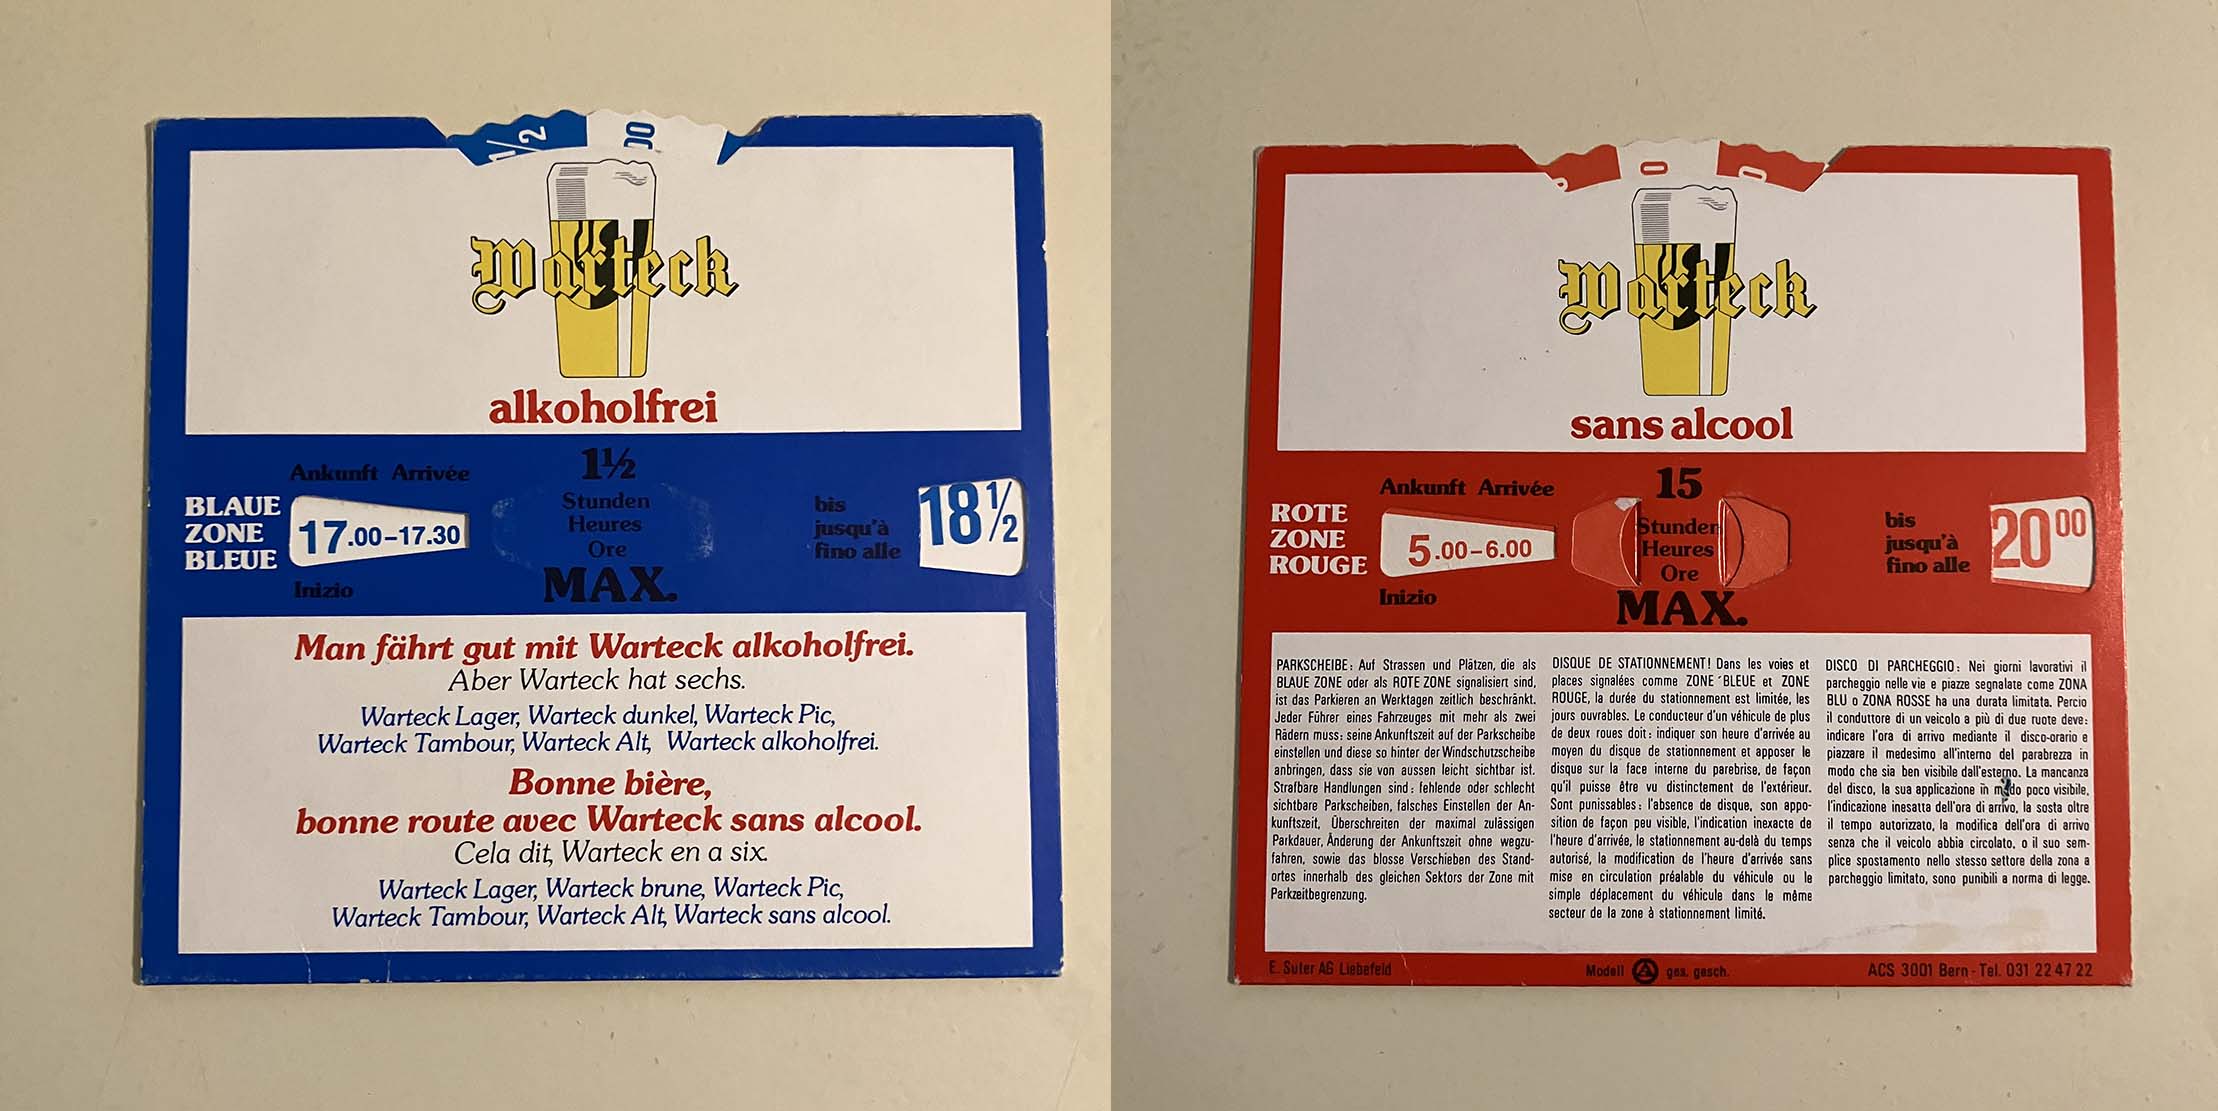 1/2
00
Warteck
alkoholfrei
Ankunft Arrivée
BLAUE
ZONE
BLEUE
17.00–17.30
Inizio
1½
Stunden
Heures
Ore
MAX.
bis
jusqu'à
fino alle
18½
Man fährt gut mit Warteck alkoholfrei.
Aber Warteck hat sechs.
Warteck Lager, Warteck dunkel, Warteck Pic,
Warteck Tambour, Warteck Alt, Warteck alkoholfrei.
Bonne bière,
bonne route avec Warteck sans alcool.
Cela dit, Warteck en a six.
Warteck Lager, Warteck brune, Warteck Pic,
Warteck Tambour, Warteck Alt, Warteck sans alcool.
Warteck
sans alcool
Ankunft Arrivée
ROTE
ZONE
ROUGE
5.00–6.00
Inizio
15
Stunden
Heures
Ore
MAX.
bis
jusqu'à
fino alle
20 00
PARKSCHEIBE: Auf Strassen und Plätzen, die als
BLAUE ZONE oder als ROTE ZONE signalisiert sind,
ist das Parkieren an Werktagen zeitlich beschränkt.
Jeder Führer eines Fahrzeuges mit mehr als zwei
Rädern muss: seine Ankunftszeit auf der Parkscheibe
einstellen und diese so hinter der Windschutzscheibe
anbringen, dass sie von aussen leicht sichtbar ist.
Strafbare Handlungen sind: fehlende oder schlecht
sichtbare Parkscheiben, falsches Einstellen der An-
kunftszeit, Überschreiten der maximal zulässigen
Parkdauer, Änderung der Ankunftszeit ohne wegzu-
fahren, sowie das blosse Verschieben des Stand-
ortes innerhalb des gleichen Sektors der Zone mit
Parkzeitbegrenzung.
DISQUE DE STATIONNEMENT! Dans les voies et
places signalées comme ZONE BLEUE et ZONE
ROUGE, la durée du stationnement est limitée, les
jours ouvrables. Le conducteur d'un véhicule de plus
de deux roues doit: indiquer son heure d'arrivée au
moyen du disque de stationnement et apposer le
disque sur la face interne du parebrise, de façon
qu'il puisse être vu distinctement de l'extérieur.
Sont punissables: l'absence de disque, son appo-
sition de façon peu visible, l'indication inexacte de
l'heure d'arrivée, le stationnement au-delà du temps
autorisé, la modification de l'heure d'arrivée sans
mise en circulation préalable du véhicule ou le
simple déplacement du véhicule dans le même
secteur de la zone à stationnement limité.
DISCO DI PARCHEGGIO: Nei giorni lavorativi il
parcheggio nelle vie e piazze segnalate come ZONA
BLU o ZONA ROSSE ha una durata limitata. Percio
il conduttore di un veicolo a più di due ruote deve:
indicare l'ora di arrivo mediante il disco-orario e
piazzare il medesimo all'interno del parabrezza in
modo che sia ben visibile dall'esterno. La mancanza
del disco, la sua applicazione in modo poco visibile,
l'indicazione inesatta dell'ora di arrivo, la sosta oltre
il tempo autorizzato, la modifica dell'ora di arrivo
senza che il veicolo abbia circolato, o il suo sem-
plice spostamento nello stesso settore della zona a
parcheggio limitato, sono punibili a norma di legge.
E. Suter AG Liebefeld
Modell ges. gesch.
ACS 3001 Bern - Tel. 031 22 47 22